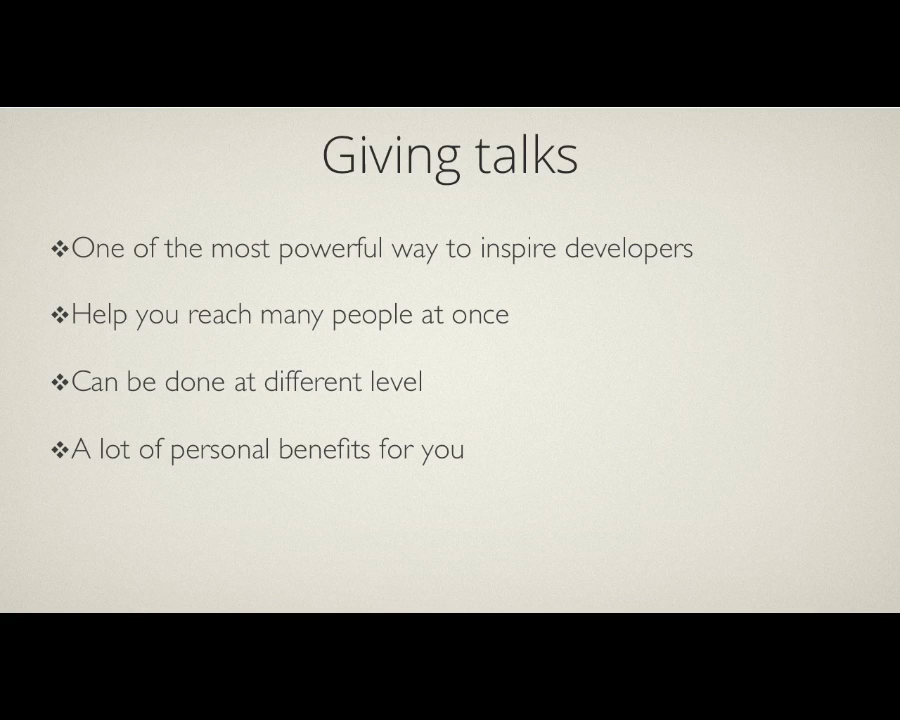 Giving talks
❖One of the most powerful way to inspire developers
❖Help you reach many people at once
❖Can be done at different level
❖A lot of personal benefits for you